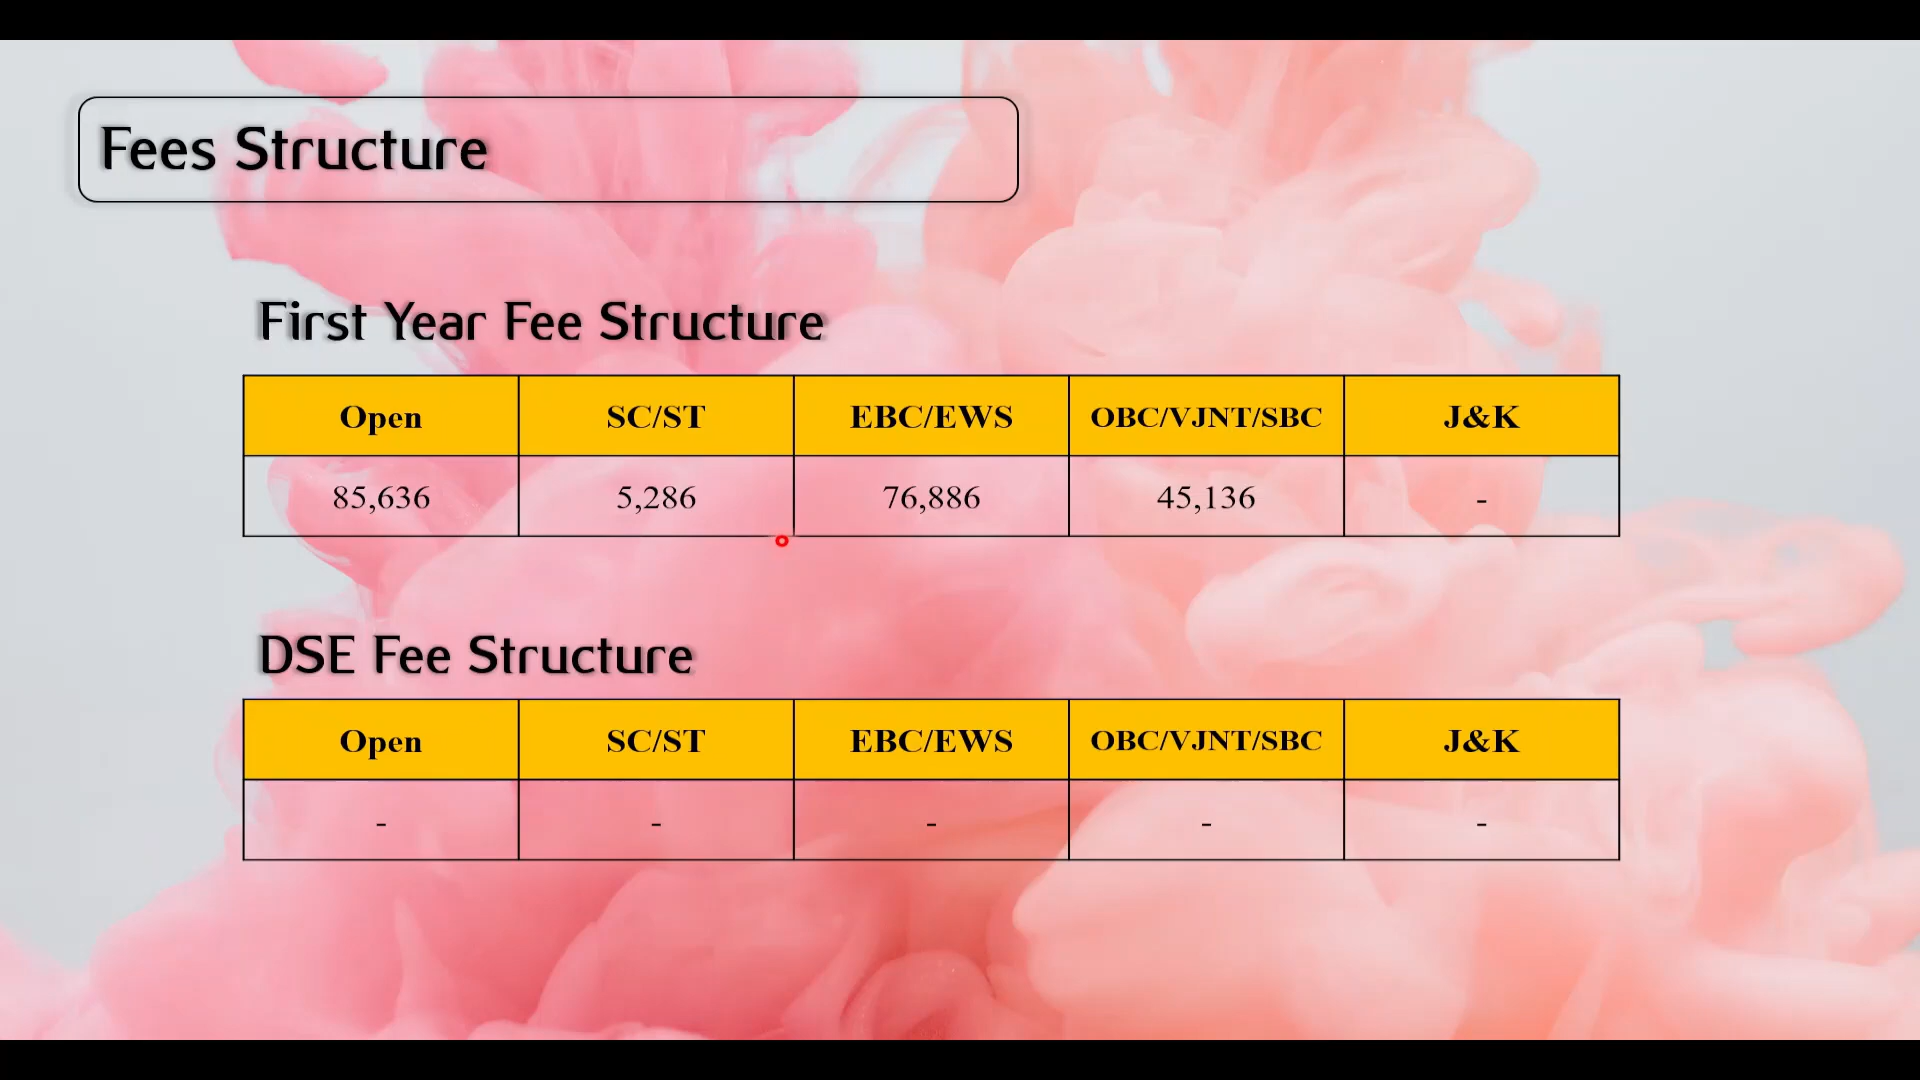 Fees Structure
First Year Fee Structure
Open SC/ST EBC/EWS OBC/VJNT/SBC J&K
85,636 5,286 76,886 45,136 -
DSE Fee Structure
Open SC/ST EBC/EWS OBC/VJNT/SBC J&K
- - - - -